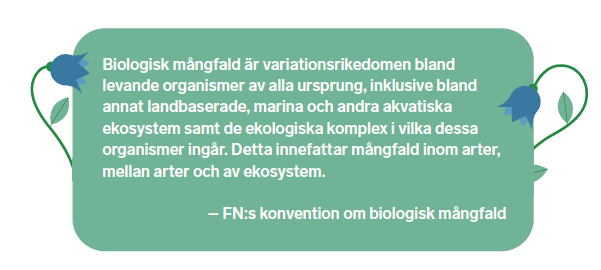 Biologisk mångfald är variationsrikedomen bland
levande organismer av alla ursprung, inklusive bland
annat landbaserade, marina och andra akvatiska
ekosystem samt de ekologiska komplex i vilka dessa
organismer ingår. Detta innefattar mångfald inom arter,
mellan arter och av ekosystem.
– FN:s konvention om biologisk mångfald